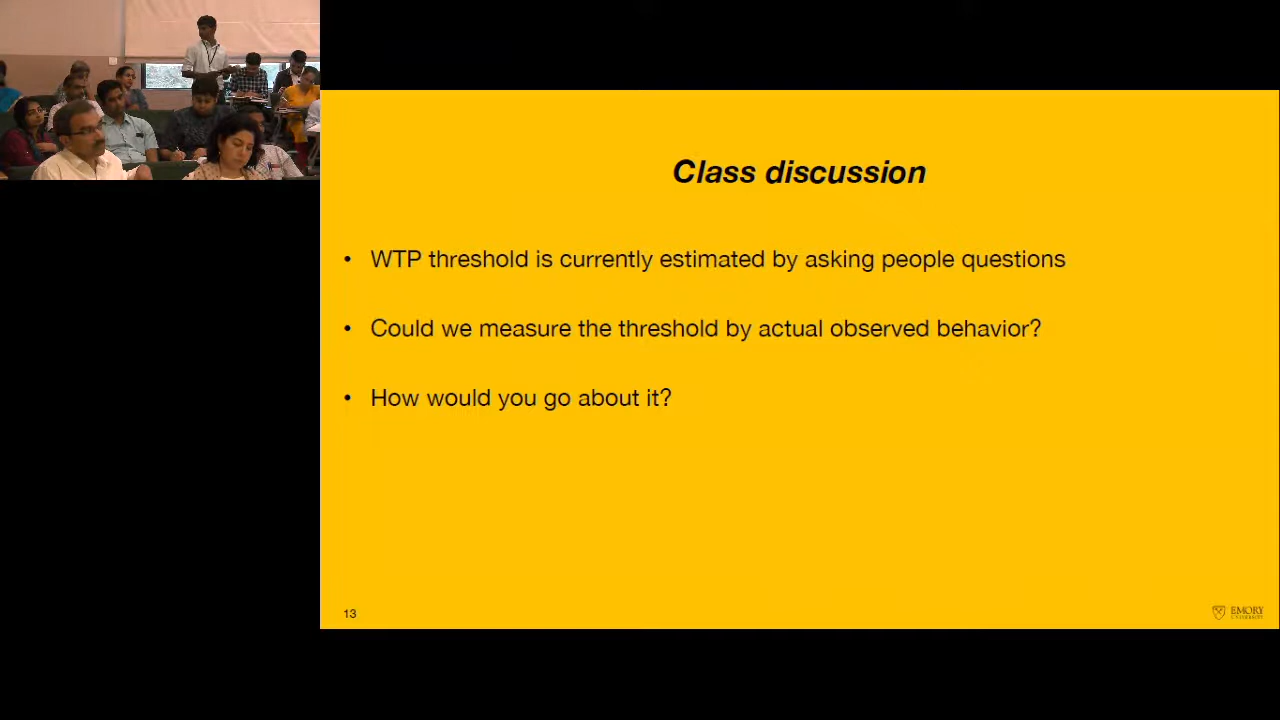 Class discussion
• WTP threshold is currently estimated by asking people questions
• Could we measure the threshold by actual observed behavior?
• How would you go about it?
13
EMORY
UNIVERSITY